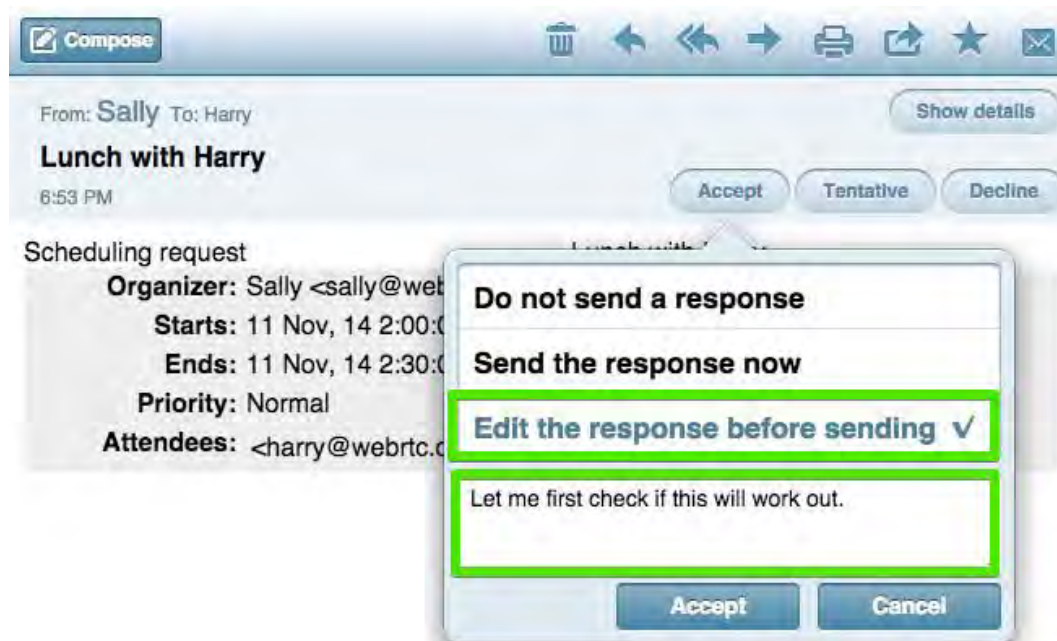 Compose
From: Sally To: Harry
Show details
Lunch with Harry
6:53 PM
Accept Tentative Decline
Scheduling request
Organizer: Sally <sally@web
Starts: 11 Nov, 14 2:00:0
Ends: 11 Nov, 14 2:30:0
Priority: Normal
Attendees: <harry@webrtc.c
Do not send a response
Send the response now
Edit the response before sending ✓
Let me first check if this will work out.
Accept Cancel